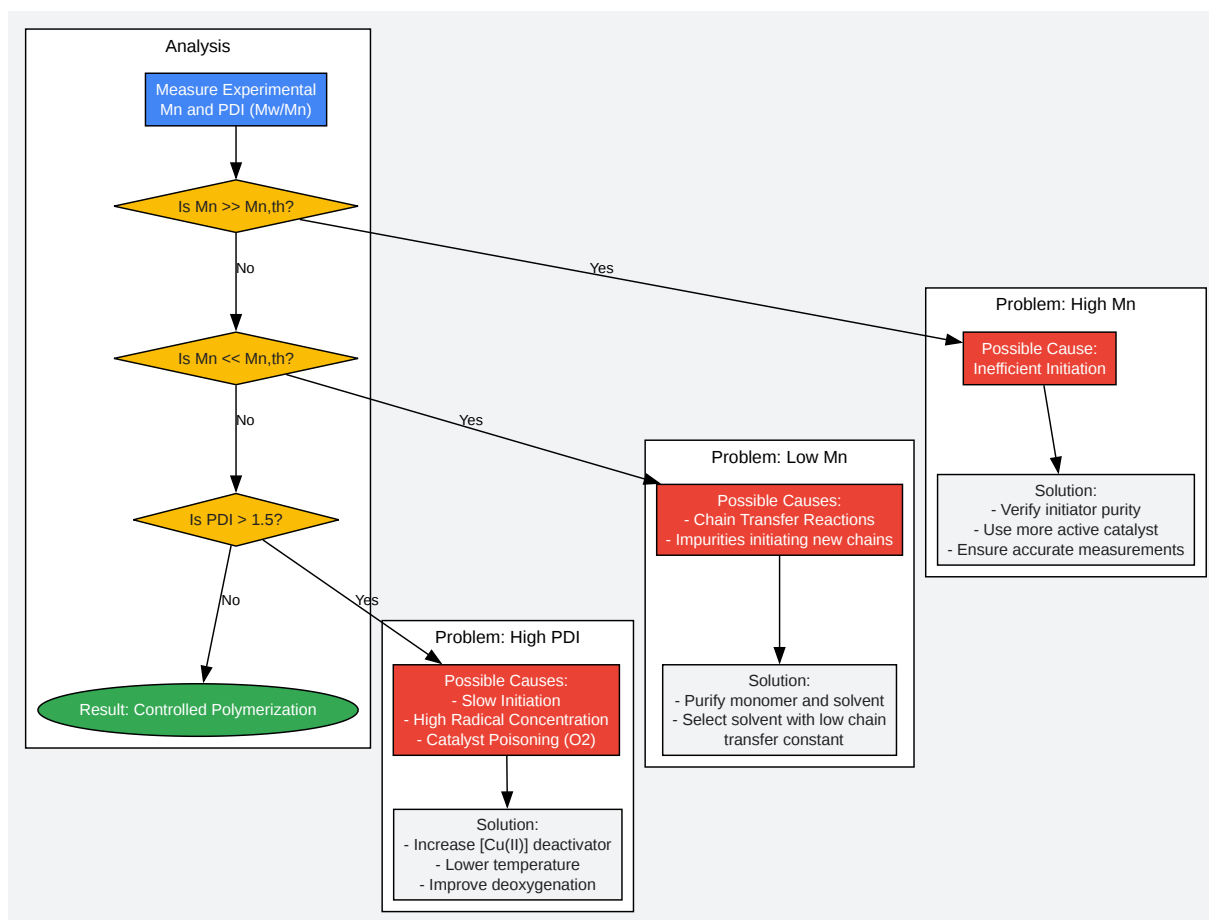 Analysis
Measure Experimental
Mn and PDI (Mw/Mn)
Is Mn >> Mn,th?
Yes
No
Is Mn << Mn,th?
Yes
No
Is PDI > 1.5?
Yes
No
Result: Controlled Polymerization
Problem: High PDI
Possible Causes:
- Slow Initiation
- High Radical Concentration
- Catalyst Poisoning (O2)
Solution:
- Increase [Cu(II)] deactivator
- Lower temperature
- Improve deoxygenation
Problem: Low Mn
Possible Causes:
- Chain Transfer Reactions
- Impurities initiating new chains
Solution:
- Purify monomer and solvent
- Select solvent with low chain
transfer constant
Problem: High Mn
Possible Cause:
Inefficient Initiation
Solution:
- Verify initiator purity
- Use more active catalyst
- Ensure accurate measurements